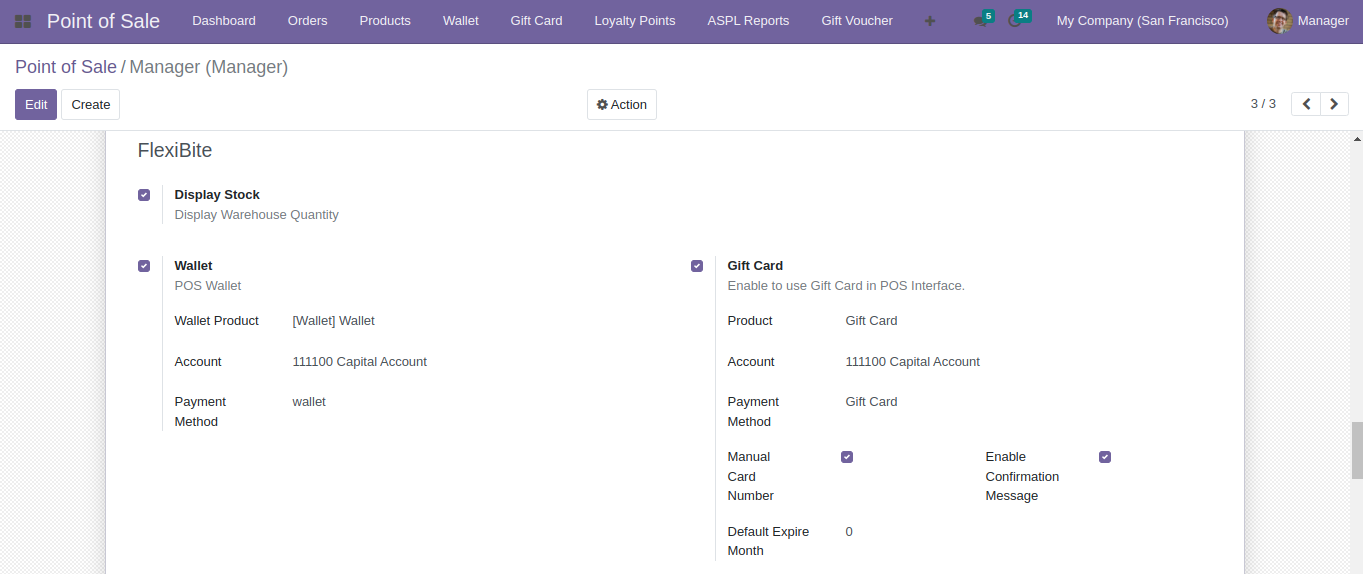 Point of Sale Dashboard Orders Products Wallet Gift Card Loyalty Points ASPL Reports Gift Voucher 5 14 My Company (San Francisco) Manager
Point of Sale / Manager (Manager)
Edit Create Action 3 / 3
FlexiBite
Display Stock
Display Warehouse Quantity
Wallet
POS Wallet
Wallet Product [Wallet] Wallet
Account 111100 Capital Account
Payment wallet
Method
Gift Card
Enable to use Gift Card in POS Interface.
Product Gift Card
Account 111100 Capital Account
Payment Gift Card
Method
Manual
Card
Number
Enable
Confirmation
Message
Default Expire 0
Month